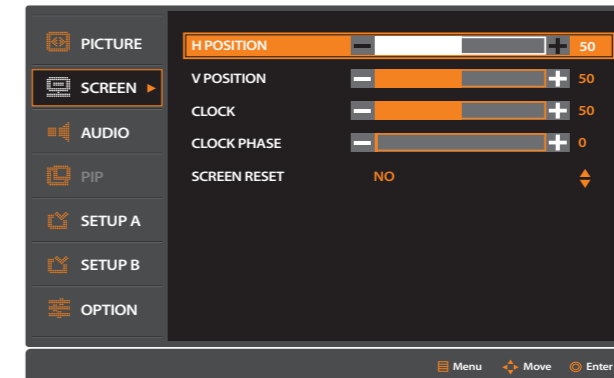 PICTURE
SCREEN
AUDIO
PIP
SETUP A
SETUP B
OPTION
H POSITION 50
V POSITION 50
CLOCK 50
CLOCK PHASE 0
SCREEN RESET NO
Menu Move Enter